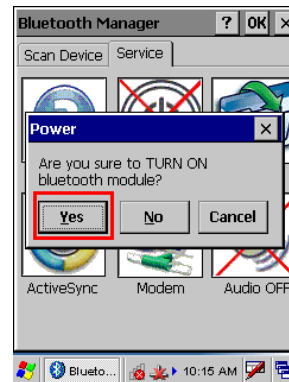 Bluetooth Manager ? OK ×
Scan Device Service
Power ×
Are you sure to TURN ON
bluetooth module?
Yes No Cancel
ActiveSync Modem Audio OFF
Blueto... 10:15 AM